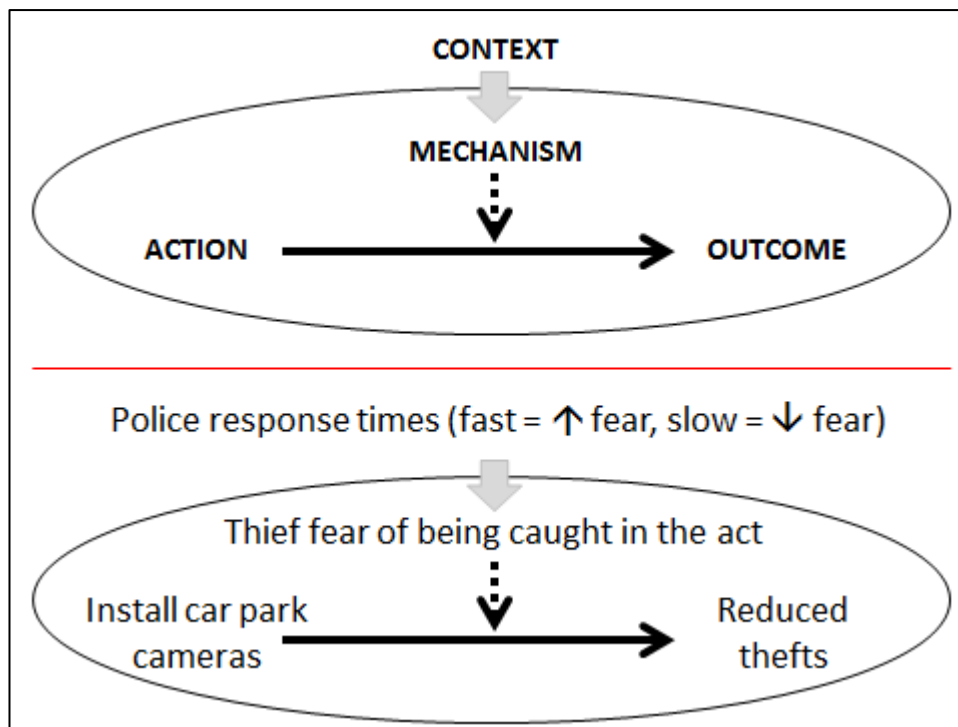 CONTEXT
MECHANISM
ACTION
OUTCOME
Police response times (fast = ↑ fear, slow = ↓ fear)
Thief fear of being caught in the act
Install car park
cameras
Reduced
thefts